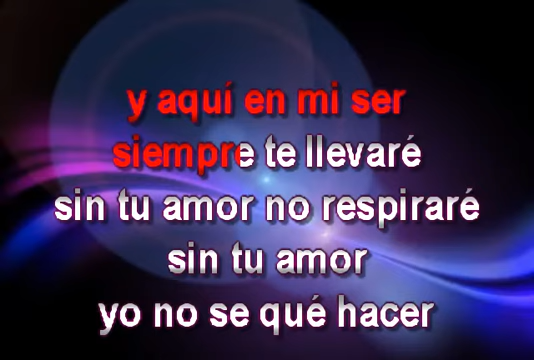 y aquí en mi ser
siempre te llevaré
sin tu amor no respiraré
sin tu amor
yo no se qué hacer